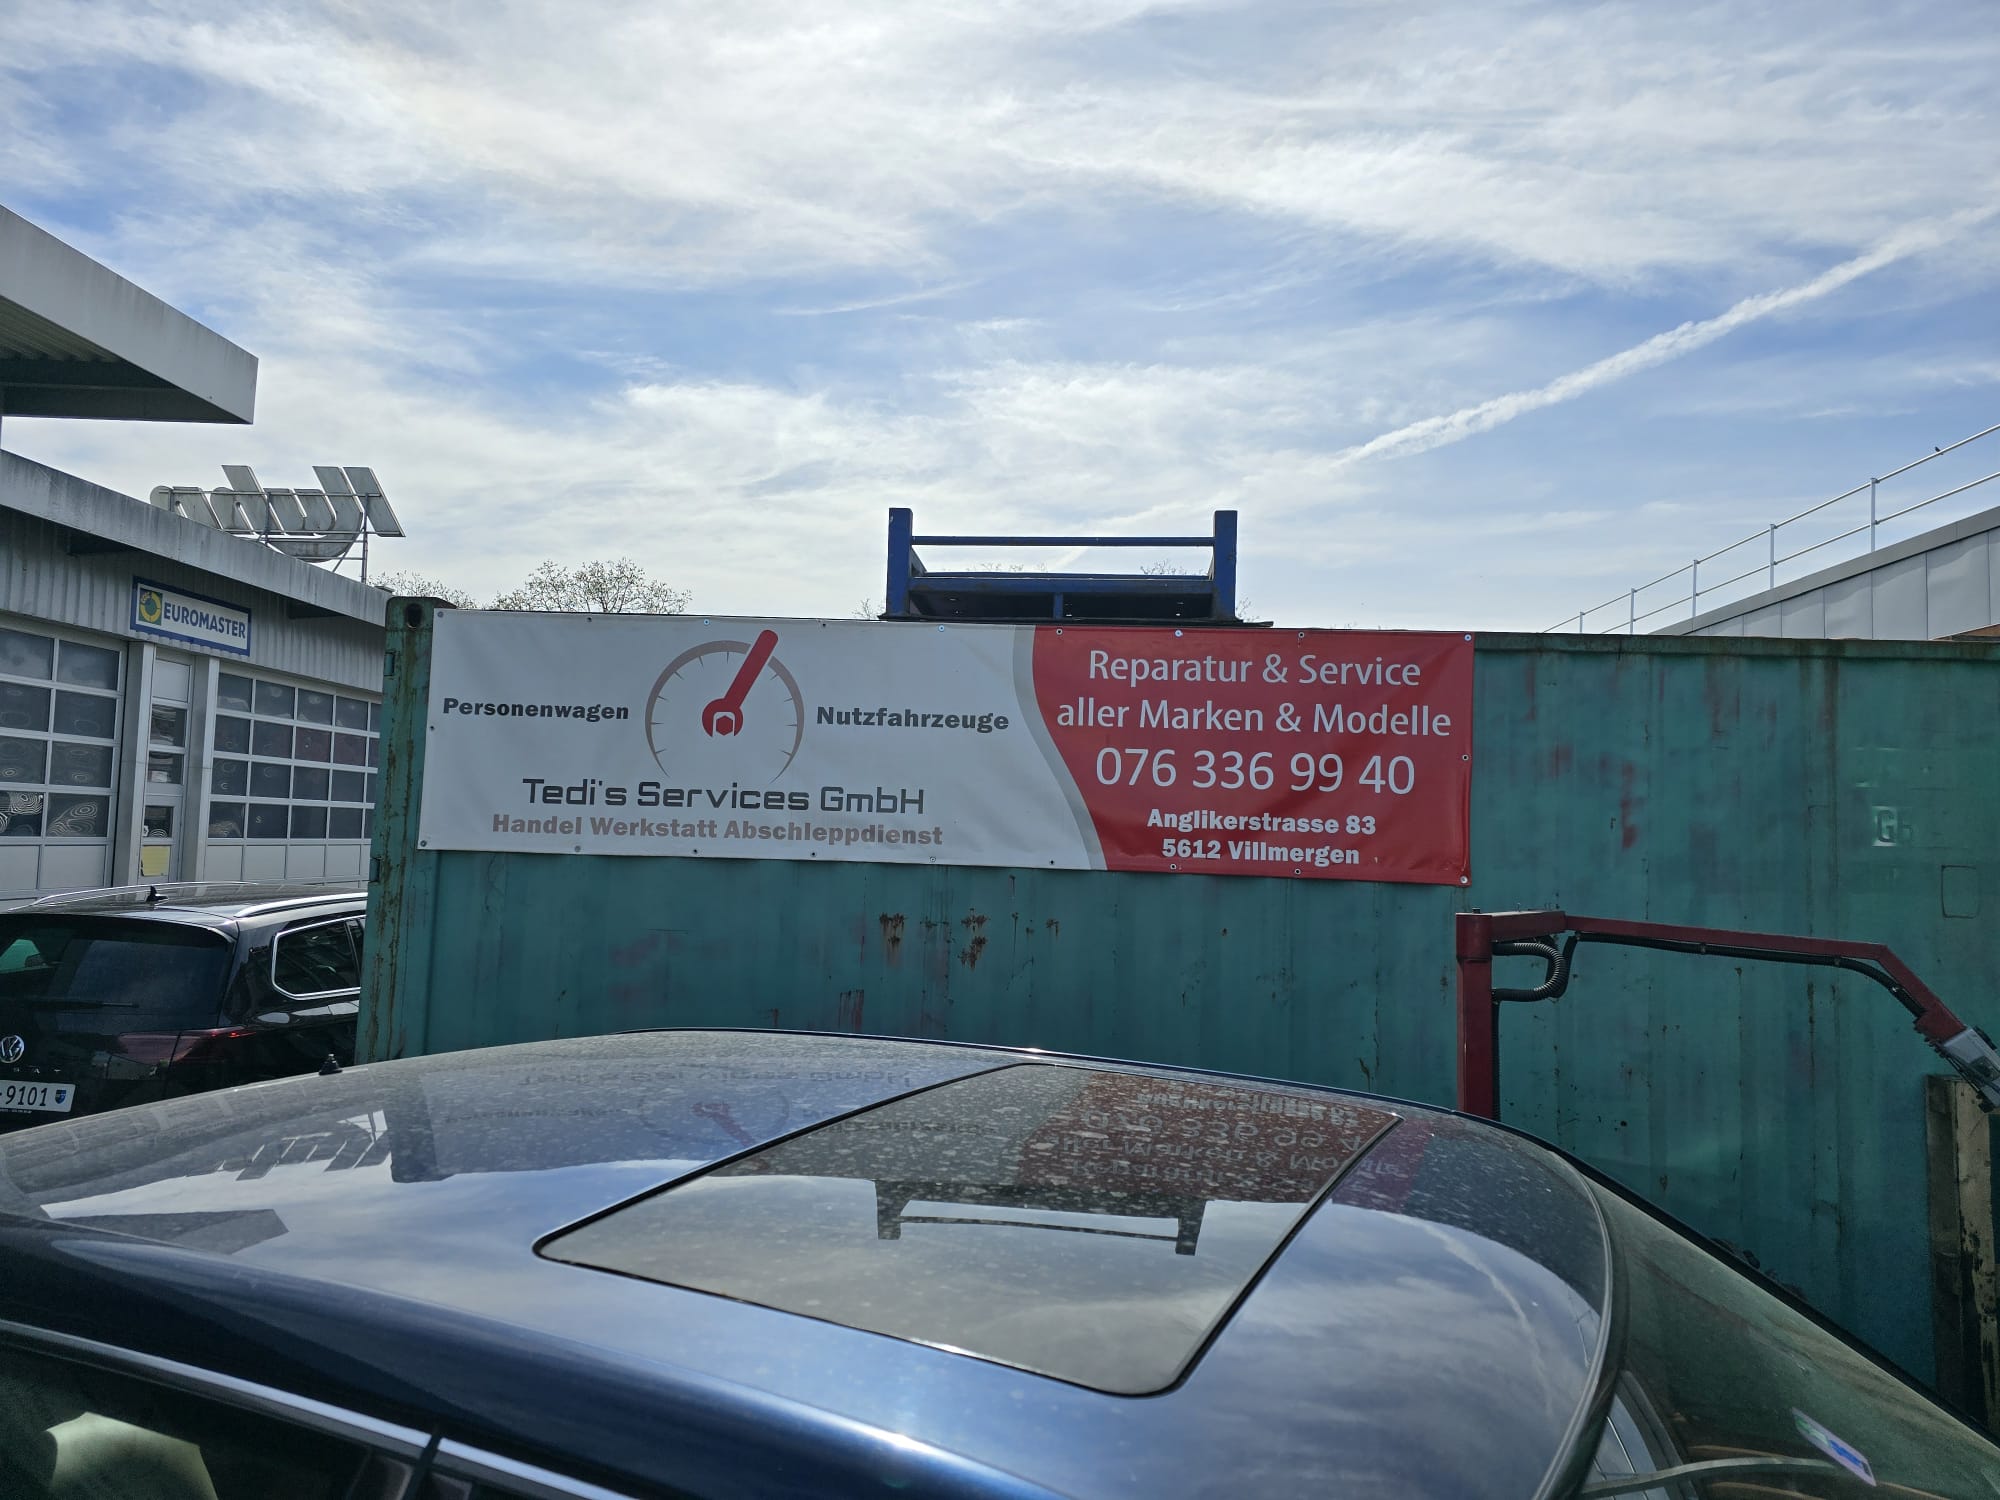 EUROMASTER
Personenwagen
Nutzfahrzeuge
Tedi's Services GmbH
Handel Werkstatt Abschleppdienst
Reparatur & Service
aller Marken & Modelle
076 336 99 40
Anglikerstrasse 83
5612 Villmergen
9101